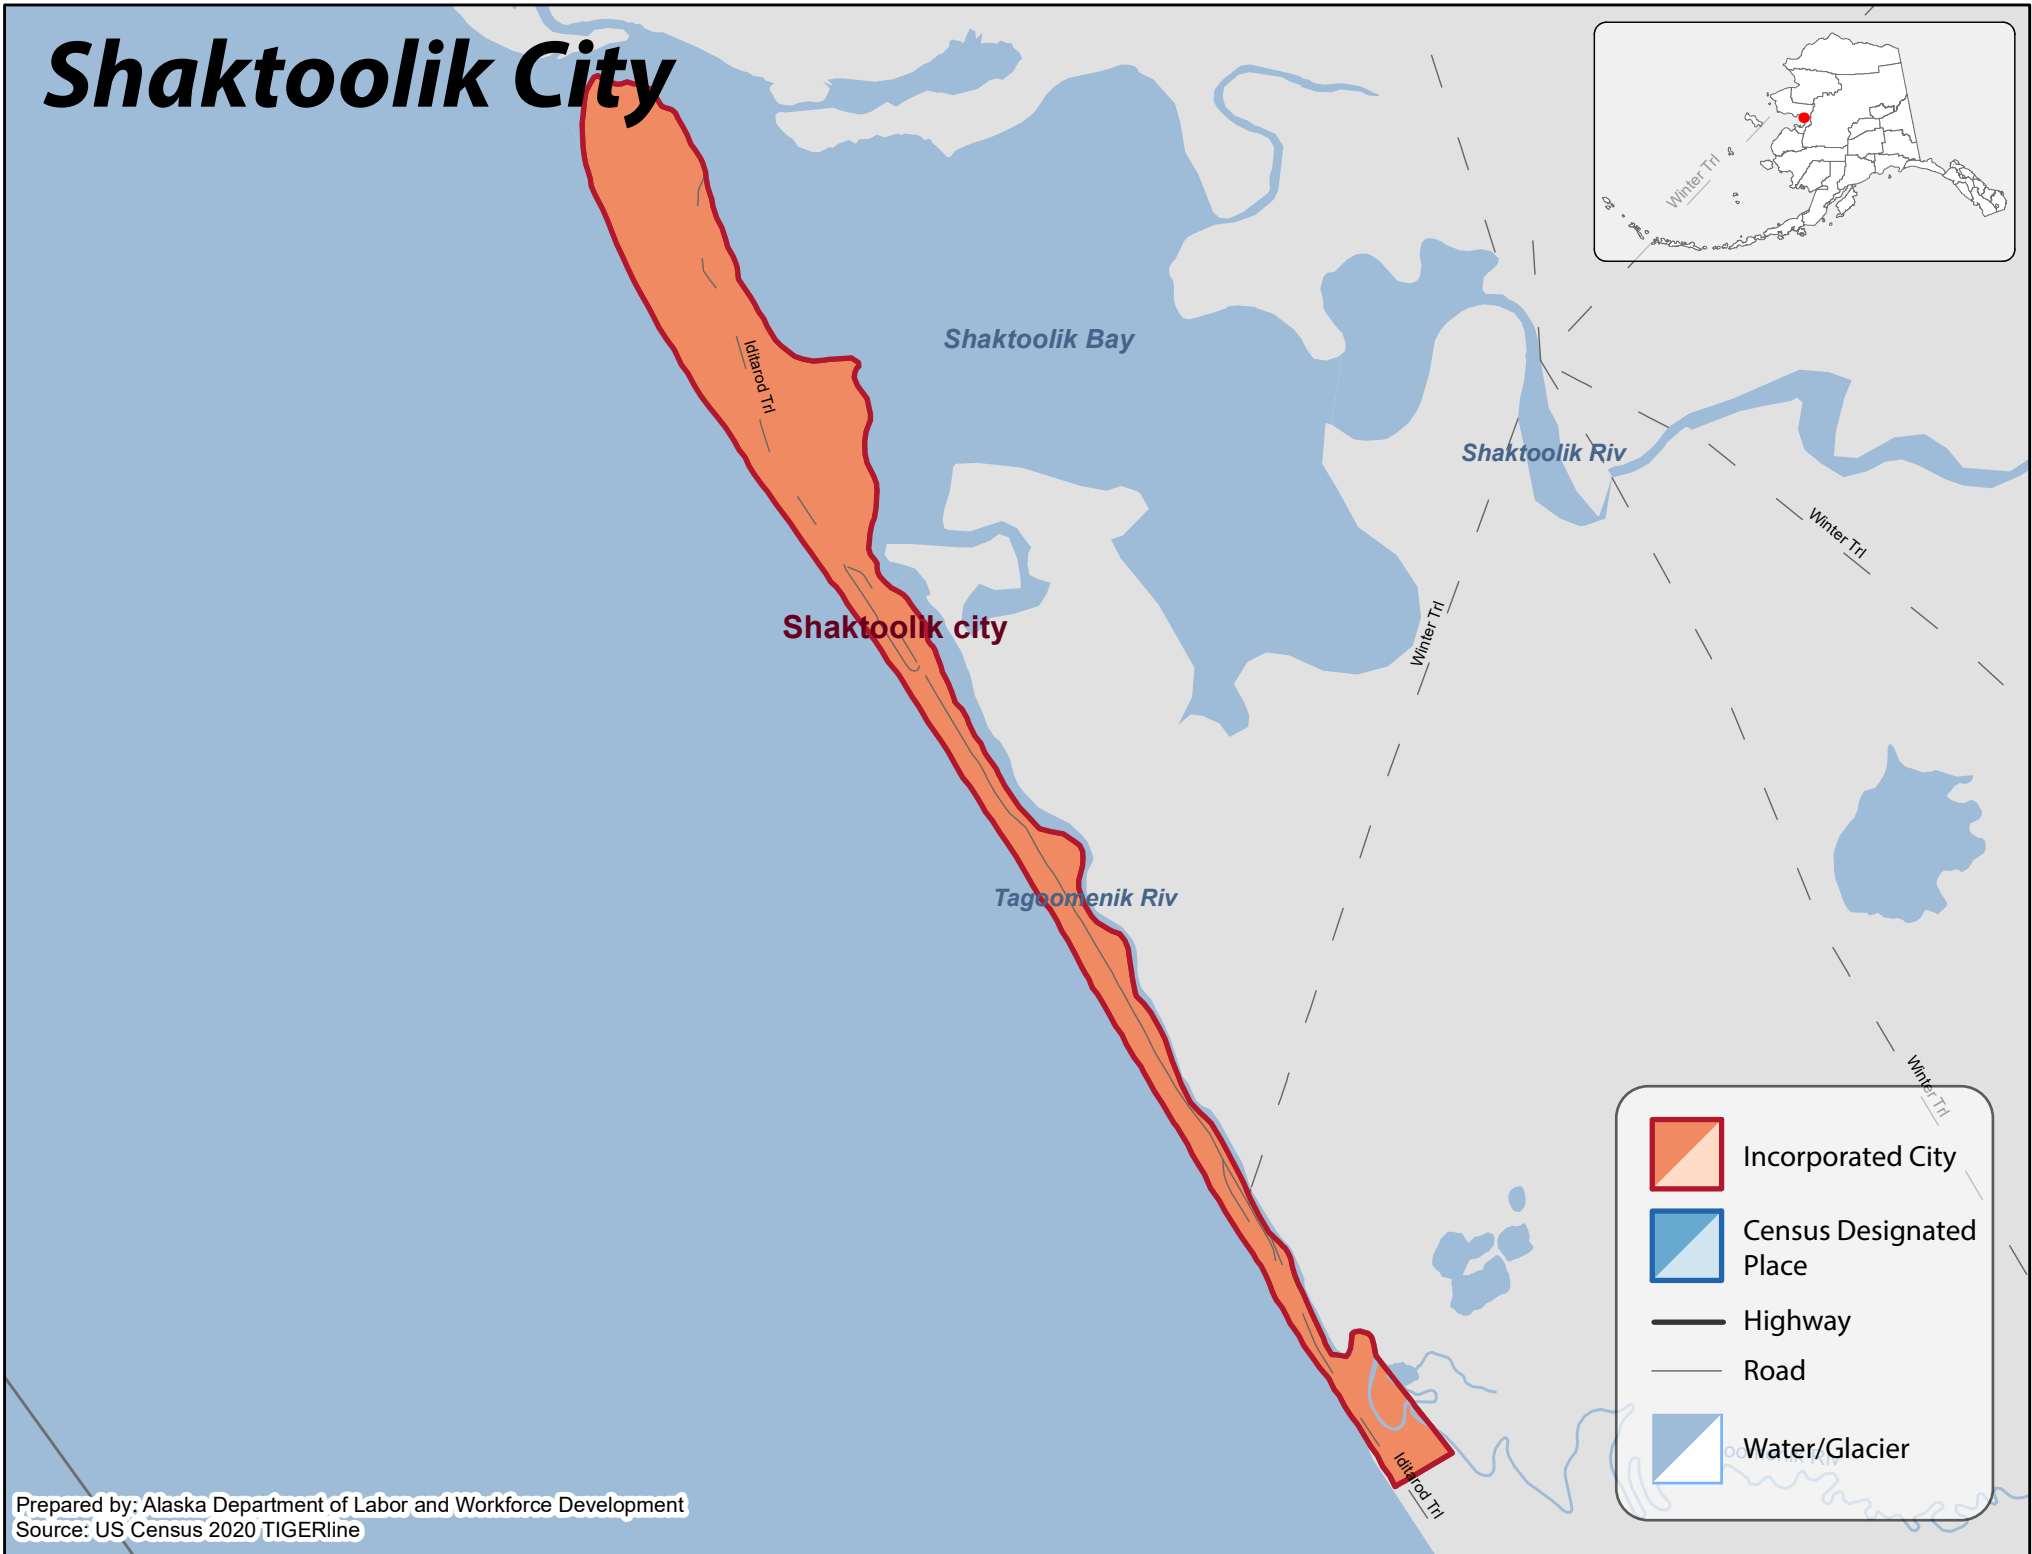 Shaktoolik City
Winter Trl
Shaktoolik Bay
Iditarod Trl
Shaktoolik Riv
Winter Trl
Winter Trl
Shaktoolik city
Tagoomenik Riv
Winter Trl
Incorporated City
Census Designated
Place
Highway
Road
Water/Glacier
Iditarod Trl
Prepared by: Alaska Department of Labor and Workforce Development
Source: US Census 2020 TIGERline